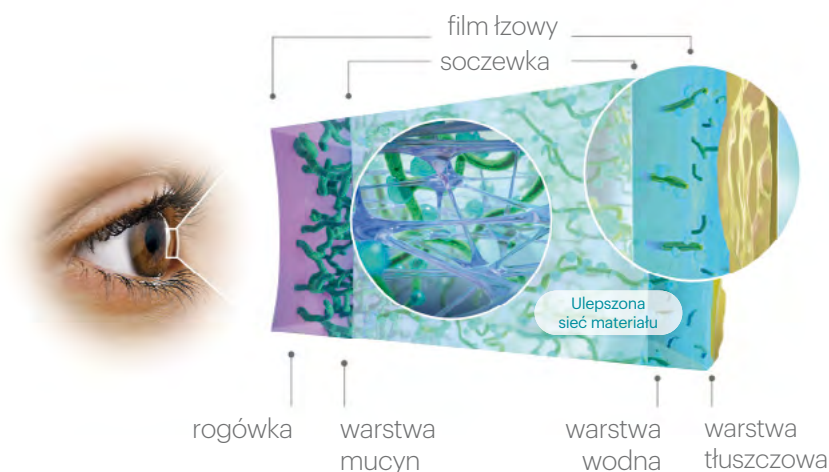 film łzowy
soczewka
Ulepszona
sieć materiału
rogówka
warstwa
mucyn
warstwa
wodna
warstwa
tłuszczowa